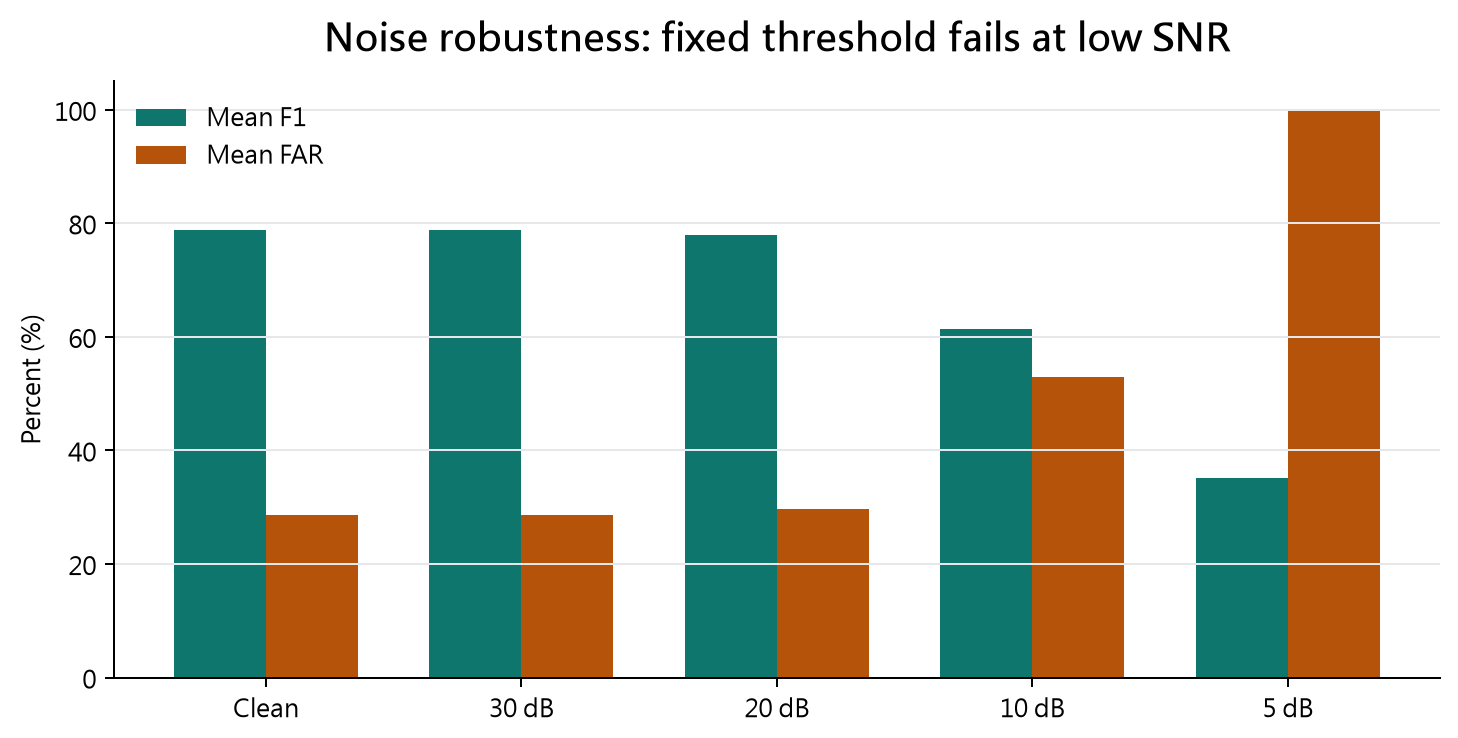 Noise robustness: fixed threshold fails at low SNR
Mean F1
Mean FAR
Percent (%)
100
80
60
40
20
0
Clean
30 dB
20 dB
10 dB
5 dB